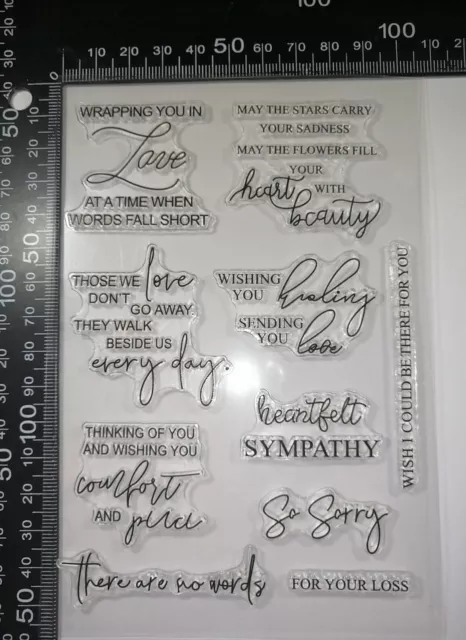 WRAPPING YOU IN
Love
AT A TIME WHEN
WORDS FALL SHORT
MAY THE STARS CARRY
YOUR SADNESS
MAY THE FLOWERS FILL
YOUR
heart WITH
beauty
THOSE WE love
DON'T
GO AWAY,
THEY WALK
BESIDE US
every day.
WISHING
YOU healing
SENDING
YOU love
WISH I COULD BE THERE FOR YOU
heartfelt
SYMPATHY
THINKING OF YOU
AND WISHING YOU
comfort
AND peace
So Sorry
there are no words
FOR YOUR LOSS